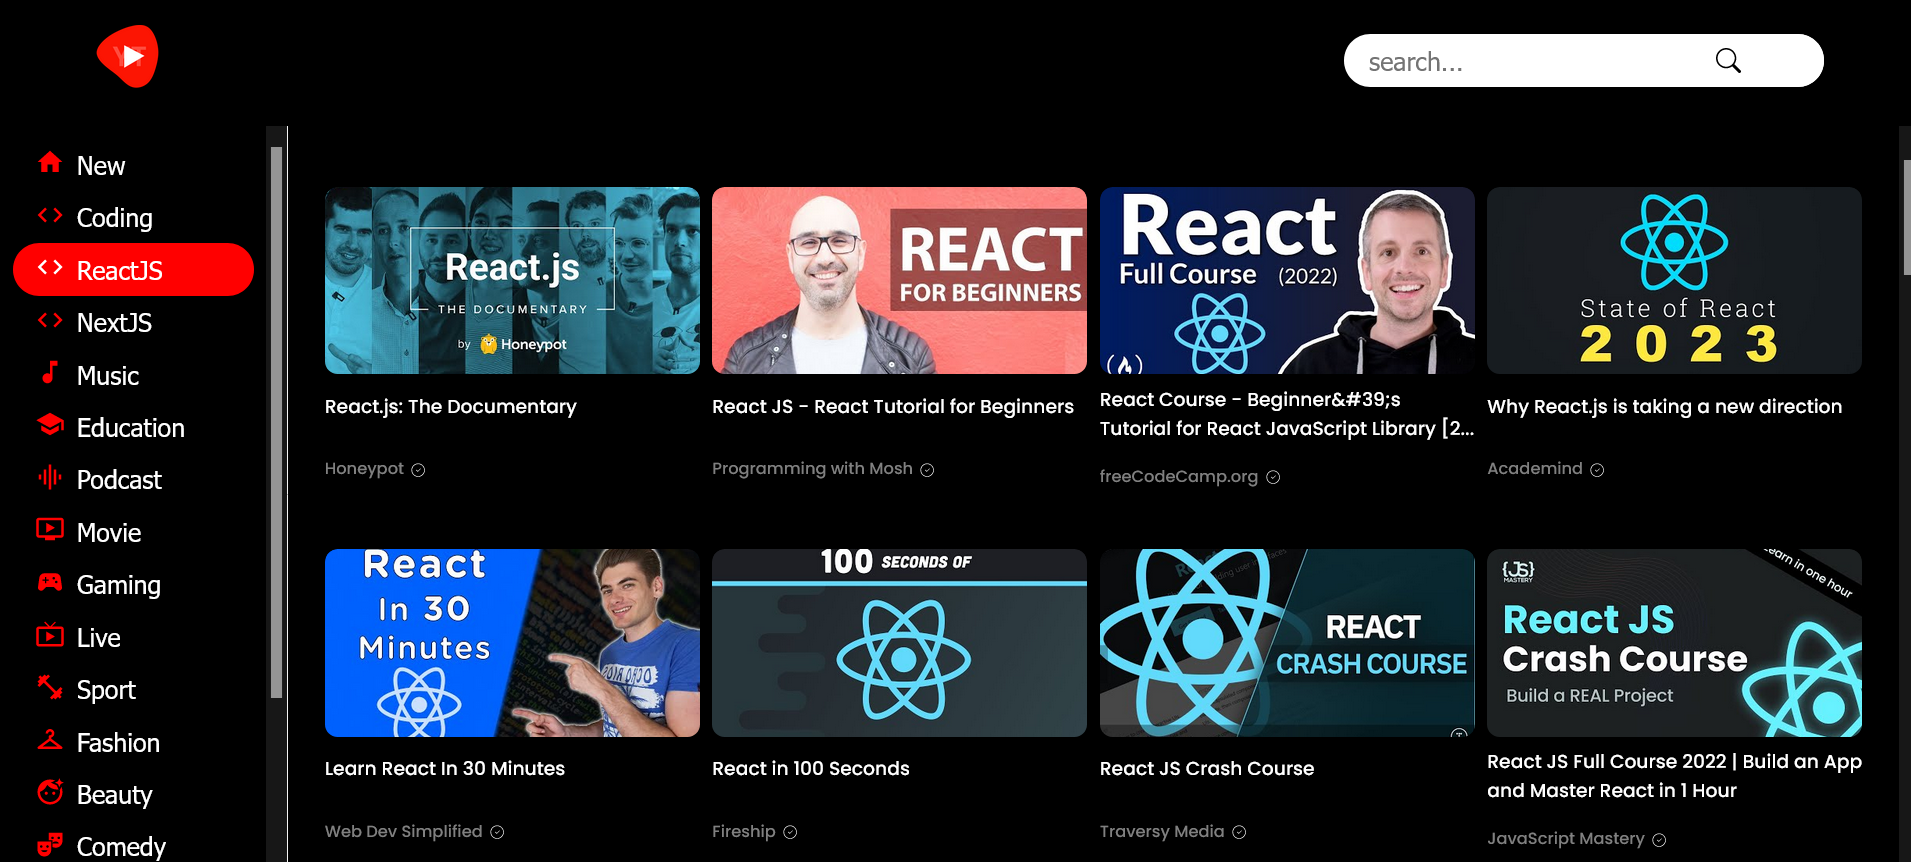 YT
search...
New
Coding
ReactJS
NextJS
Music
Education
Podcast
Movie
Gaming
Live
Sport
Fashion
Beauty
Comedy
React.js
THE DOCUMENTARY
by Honeypot
React.js: The Documentary
Honeypot
REACT
FOR BEGINNERS
React JS - React Tutorial for Beginners
Programming with Mosh
React
Full Course (2022)
React Course - Beginner&#39;s
Tutorial for React JavaScript Library [2...
freeCodeCamp.org
State of React
2023
Why React.js is taking a new direction
Academind
React
In 30
Minutes
Learn React In 30 Minutes
Web Dev Simplified
100 SECONDS OF
React in 100 Seconds
Fireship
REACT
CRASH COURSE
React JS Crash Course
Traversy Media
{JS}
MASTERY
Learn in one hour
React JS
Crash Course
Build a REAL Project
React JS Full Course 2022 | Build an App
and Master React in 1 Hour
JavaScript Mastery